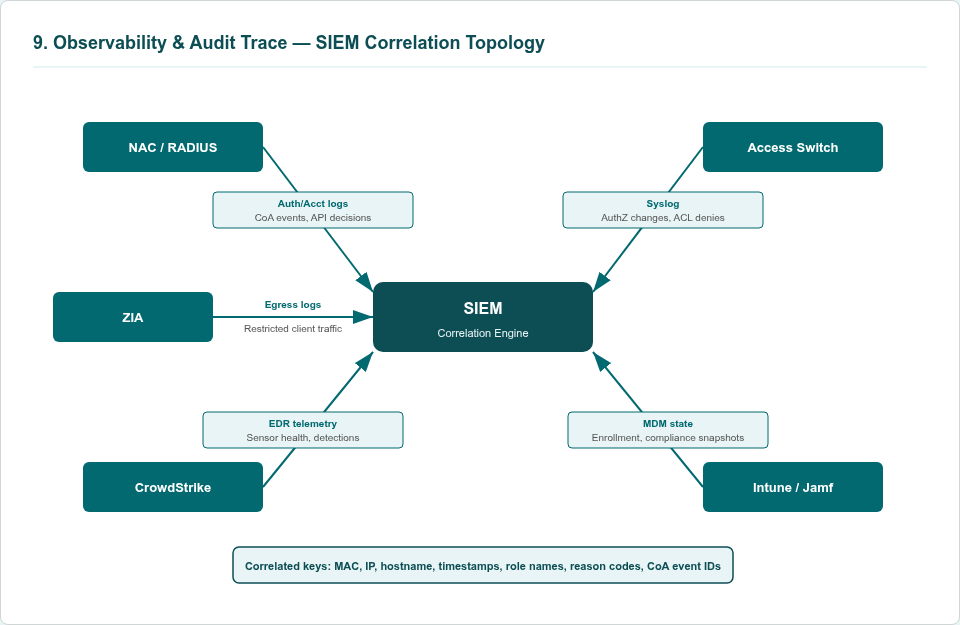 9. Observability & Audit Trace — SIEM Correlation Topology
NAC / RADIUS
Access Switch
Auth/Acct logs
CoA events, API decisions
Syslog
AuthZ changes, ACL denies
ZIA
Egress logs
Restricted client traffic
SIEM
Correlation Engine
EDR telemetry
Sensor health, detections
MDM state
Enrollment, compliance snapshots
CrowdStrike
Intune / Jamf
Correlated keys: MAC, IP, hostname, timestamps, role names, reason codes, CoA event IDs